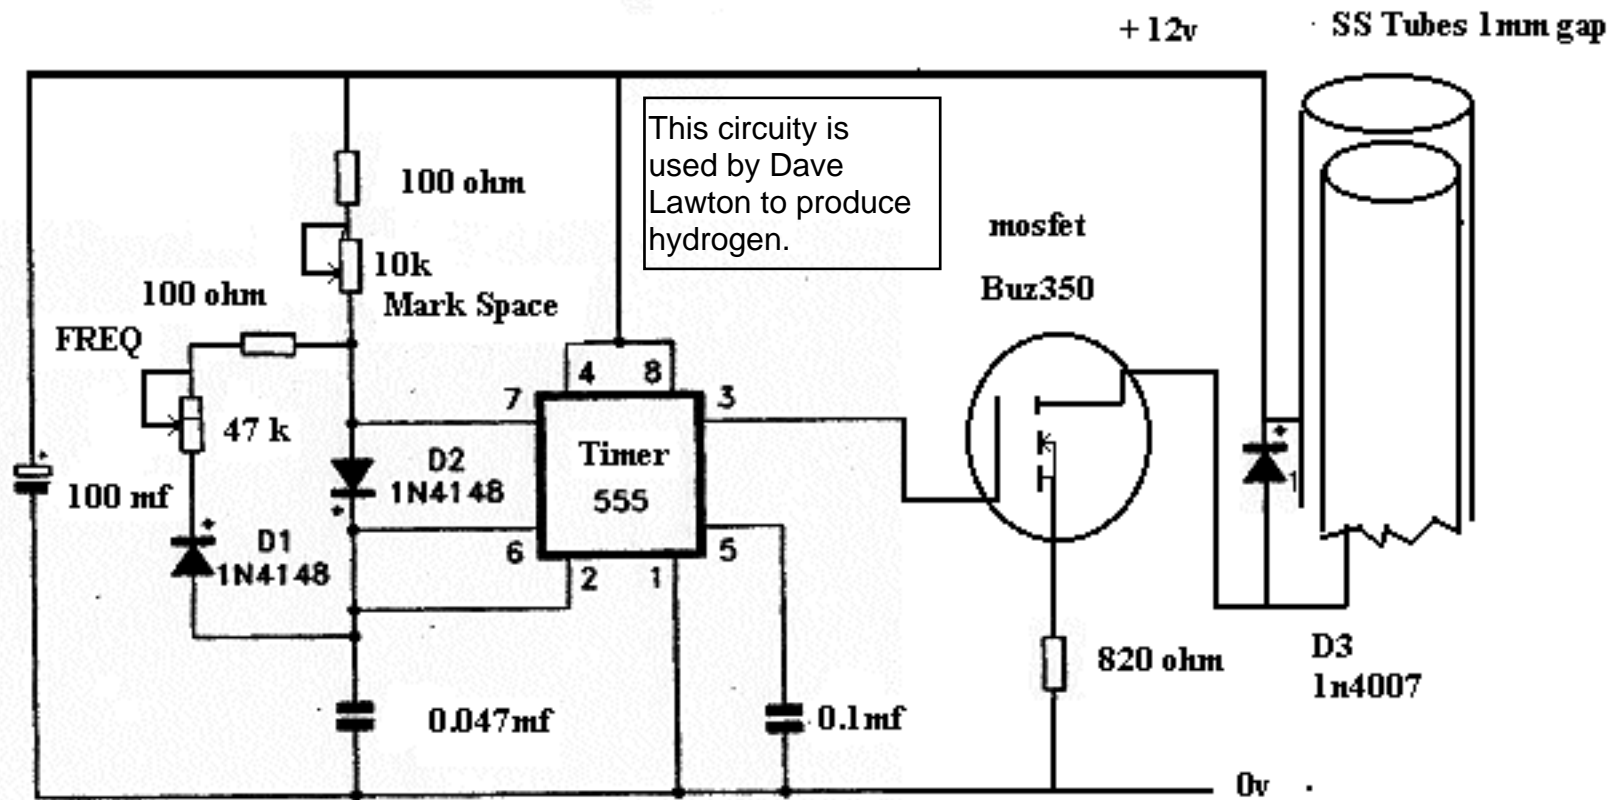 + 12v
SS Tubes 1mm gap
This circuity is
used by Dave
Lawton to produce
hydrogen.
100 ohm
mosfet
10k
Buz350
100 ohm
Mark Space
FREQ
4 8
7
3
47 k
Timer
555
D2
1N4148
1
100 mf
D1
1N4148
6
5
2
1
820 ohm
D3
1n4007
0.047mf
0.1mf
0v